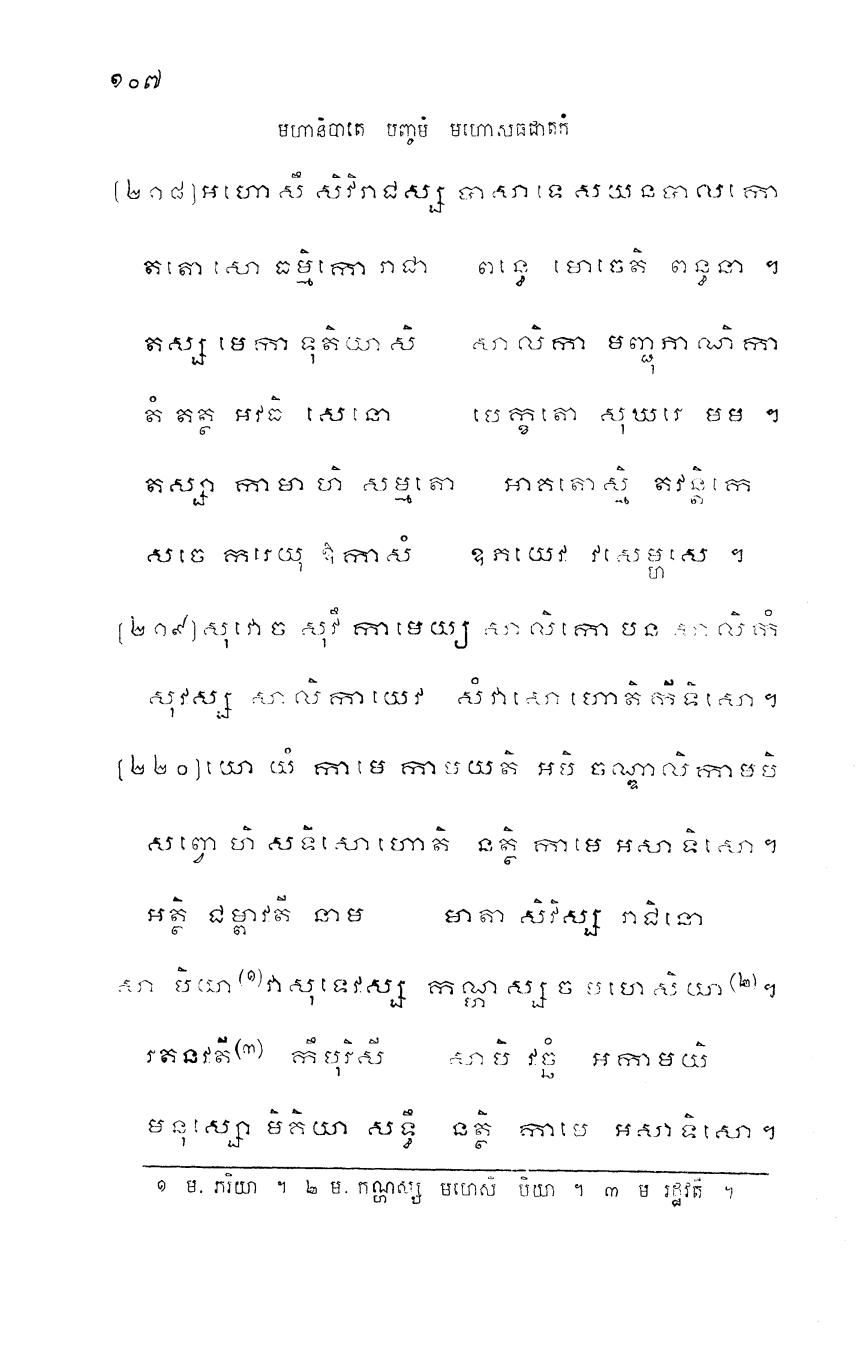 ១០៧
មហានិបាតេ បញ្ចមំ មហោសធជាតកំ
(២១៨) អហោសឹ សិវិរាជស្ស បាសាទេ សយនបាលកោ
តតោ សោ ធម្មិកោ រាជា ពន្ធេ មោចេតិ ពន្ធនា ។
តស្ស មេកា ទុតិយាសិ សាលិកា មញ្ជុភាណិកា
តំ តត្ថ អវធិ សេនោ បេក្ខតោ សុឃរេ មម ។
តស្សា កាមា ហិ សម្មតោ អាគតោស្មិ តវន្តិកេ
សចេ ករេយ្យុ ឱកាសំ ឧភយេវ វសេម្ហសេ ។
(២១៩) សុវោច សុវឹ កាមេយ្យ សាលិកោ បន សាលិកំ
សុវស្ស សាលិកាយេវ សំវាសោ ហោតិ កីទិសោ ។
(២២០) យោ យំ កាមេ កាមយតិ អបិ ចណ្ឌាលិកាមបិ
សព្វោ ហិ សទិសោ ហោតិ នត្ថិ កាមេ អសាទិសោ ។
អត្ថិ ជម្ពាវតី នាម មាតា សិវិស្ស រាជិនោ
សា បិយា (១) វាសុទេវស្ស កណ្ហស្ស ច មហេសិយា (២) ។
រតនវតី (៣) កឹបុរិសី សាបិ វច្ឆំ អកាមយិ
មនុស្សោ មិគិយា សទ្ធឹ នត្ថិ កាមេ អសាទិសោ ។
១ ម. ភរិយា ។ ២ ម. កណ្ហស្ស មហេសី បិយា ។ ៣ ម រដ្ឋវតី ។